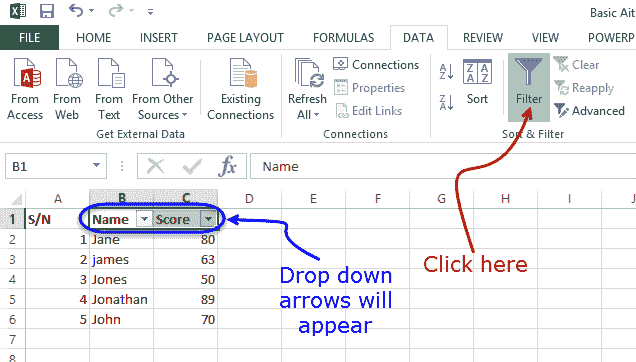 Basic Ait
FILE HOME INSERT PAGE LAYOUT FORMULAS DATA REVIEW VIEW POWERP
From Access
From Web
From Text
From Other Sources
Existing Connections
Get External Data
Refresh All
Connections
Properties
Edit Links
Connections
A Z
Z A
Z A A Z
Sort
Filter
Clear
Reapply
Advanced
Sort & Filter
B1 fx Name
A B C D E F G H I J
1 S/N Name Score
2 1 Jane 80
3 2 james 63
4 3 Jones 50
5 4 Jonathan 89
6 5 John 70
Drop down
arrows will
appear
Click here